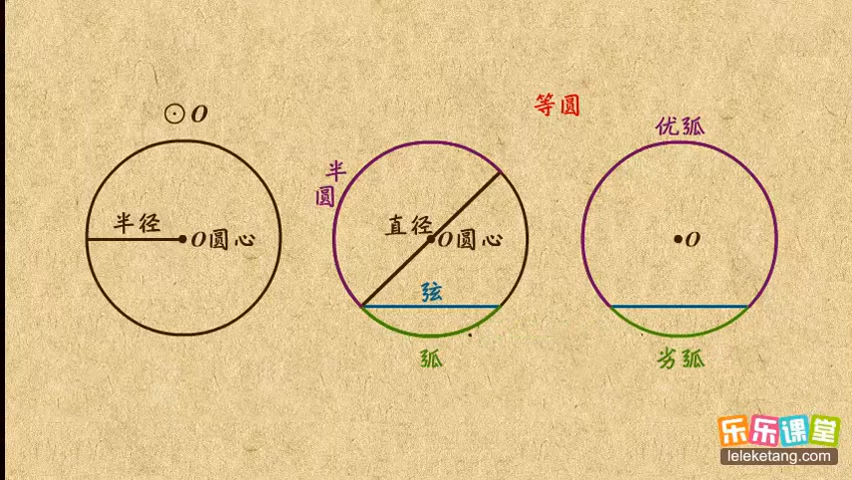 ⊙O
半径
O圆心
半圆
直径
O圆心
弦
弧
等圆
优弧
O
劣弧
乐乐课堂
leleketang.com